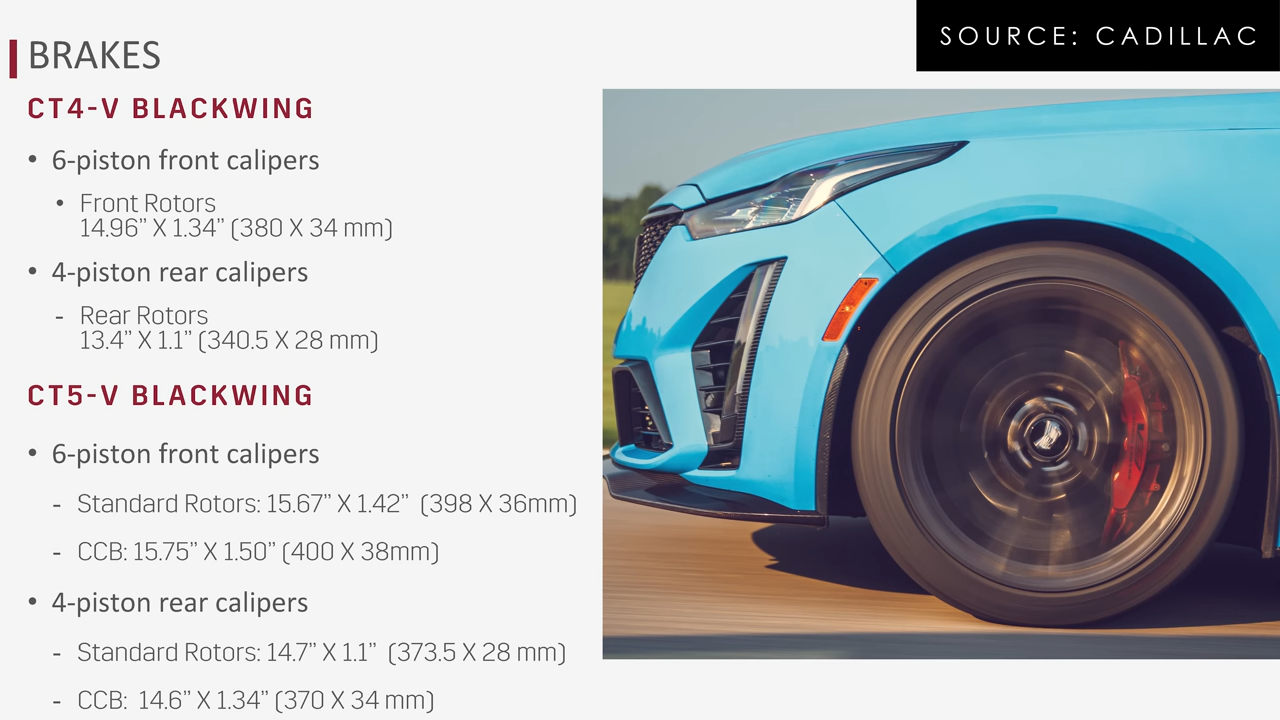 SOURCE: CADILLAC
BRAKES
CT4-V BLACKWING
• 6-piston front calipers
• Front Rotors
14.96” X 1.34” (380 X 34 mm)
• 4-piston rear calipers
- Rear Rotors
13.4” X 1.1” (340.5 X 28 mm)
CT5-V BLACKWING
• 6-piston front calipers
- Standard Rotors: 15.67” X 1.42” (398 X 36mm)
- CCB: 15.75” X 1.50” (400 X 38mm)
• 4-piston rear calipers
- Standard Rotors: 14.7” X 1.1” (373.5 X 28 mm)
- CCB: 14.6” X 1.34” (370 X 34 mm)